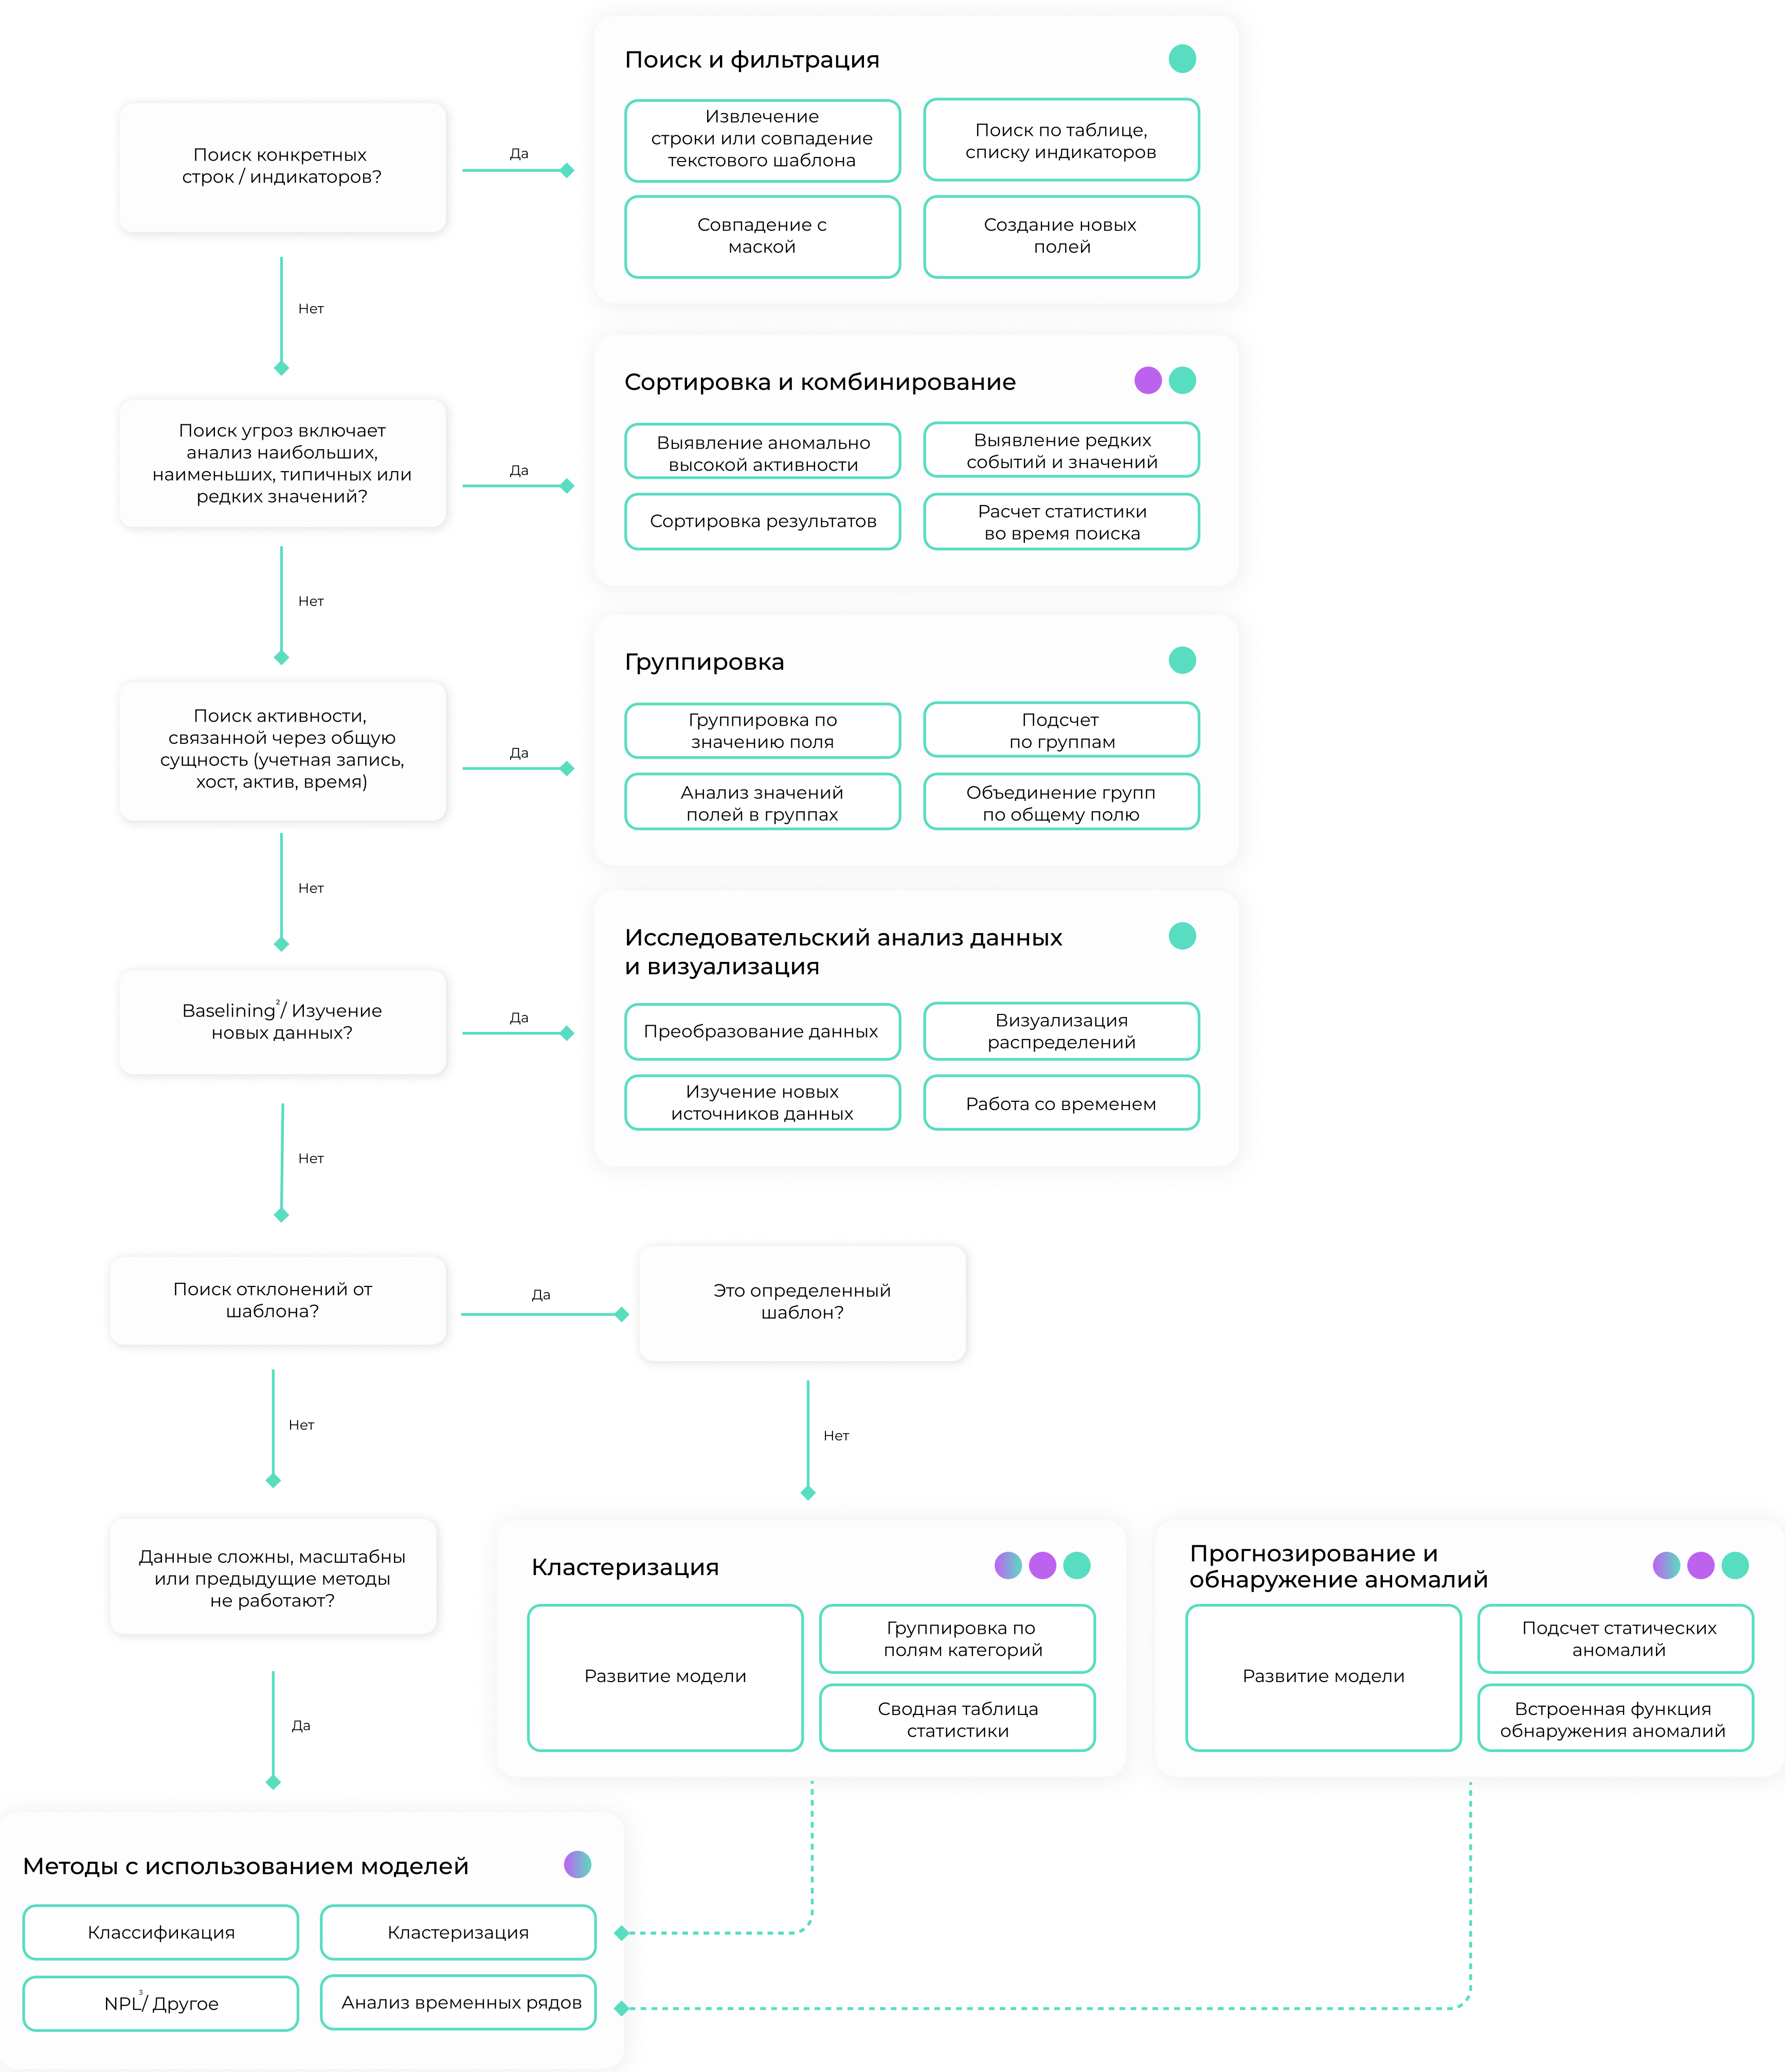 Поиск конкретных
строк / индикаторов?
Да
Поиск и фильтрация
Извлечение
строки или совпадение
текстового шаблона
Поиск по таблице,
списку индикаторов
Совпадение с
маской
Создание новых
полей
Нет
Поиск угроз включает
анализ наибольших,
наименьших, типичных или
редких значений?
Да
Сортировка и комбинирование
Выявление аномально
высокой активности
Выявление редких
событий и значений
Сортировка результатов
Расчет статистики
во время поиска
Нет
Поиск активности,
связанной через общую
сущность (учетная запись,
хост, актив, время)
Да
Группировка
Группировка по
значению поля
Подсчет
по группам
Анализ значений
полей в группах
Объединение групп
по общему полю
Нет
Baselining²/ Изучение
новых данных?
Да
Исследовательский анализ данных
и визуализация
Преобразование данных
Визуализация
распределений
Изучение новых
источников данных
Работа со временем
Нет
Поиск отклонений от
шаблона?
Да
Это определенный
шаблон?
Нет
Нет
Данные сложны, масштабны
или предыдущие методы
не работают?
Кластеризация
Развитие модели
Группировка по
полям категорий
Сводная таблица
статистики
Прогнозирование и
обнаружение аномалий
Развитие модели
Подсчет статических
аномалий
Встроенная функция
обнаружения аномалий
Да
Методы с использованием моделей
Классификация
Кластеризация
NPL³/ Другое
Анализ временных рядов